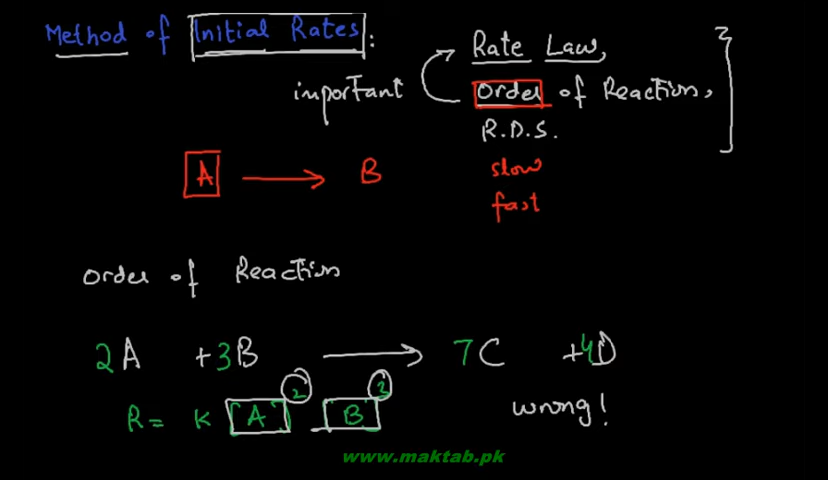 Method of Initial Rates:
Rate Law,
important
Order of Reaction,
R.D.S.
A → B
slow
fast
Order of Reaction
2A + 3B → 7C + 4D
R = K [A]² [B]³
wrong!
www.maktab.pk